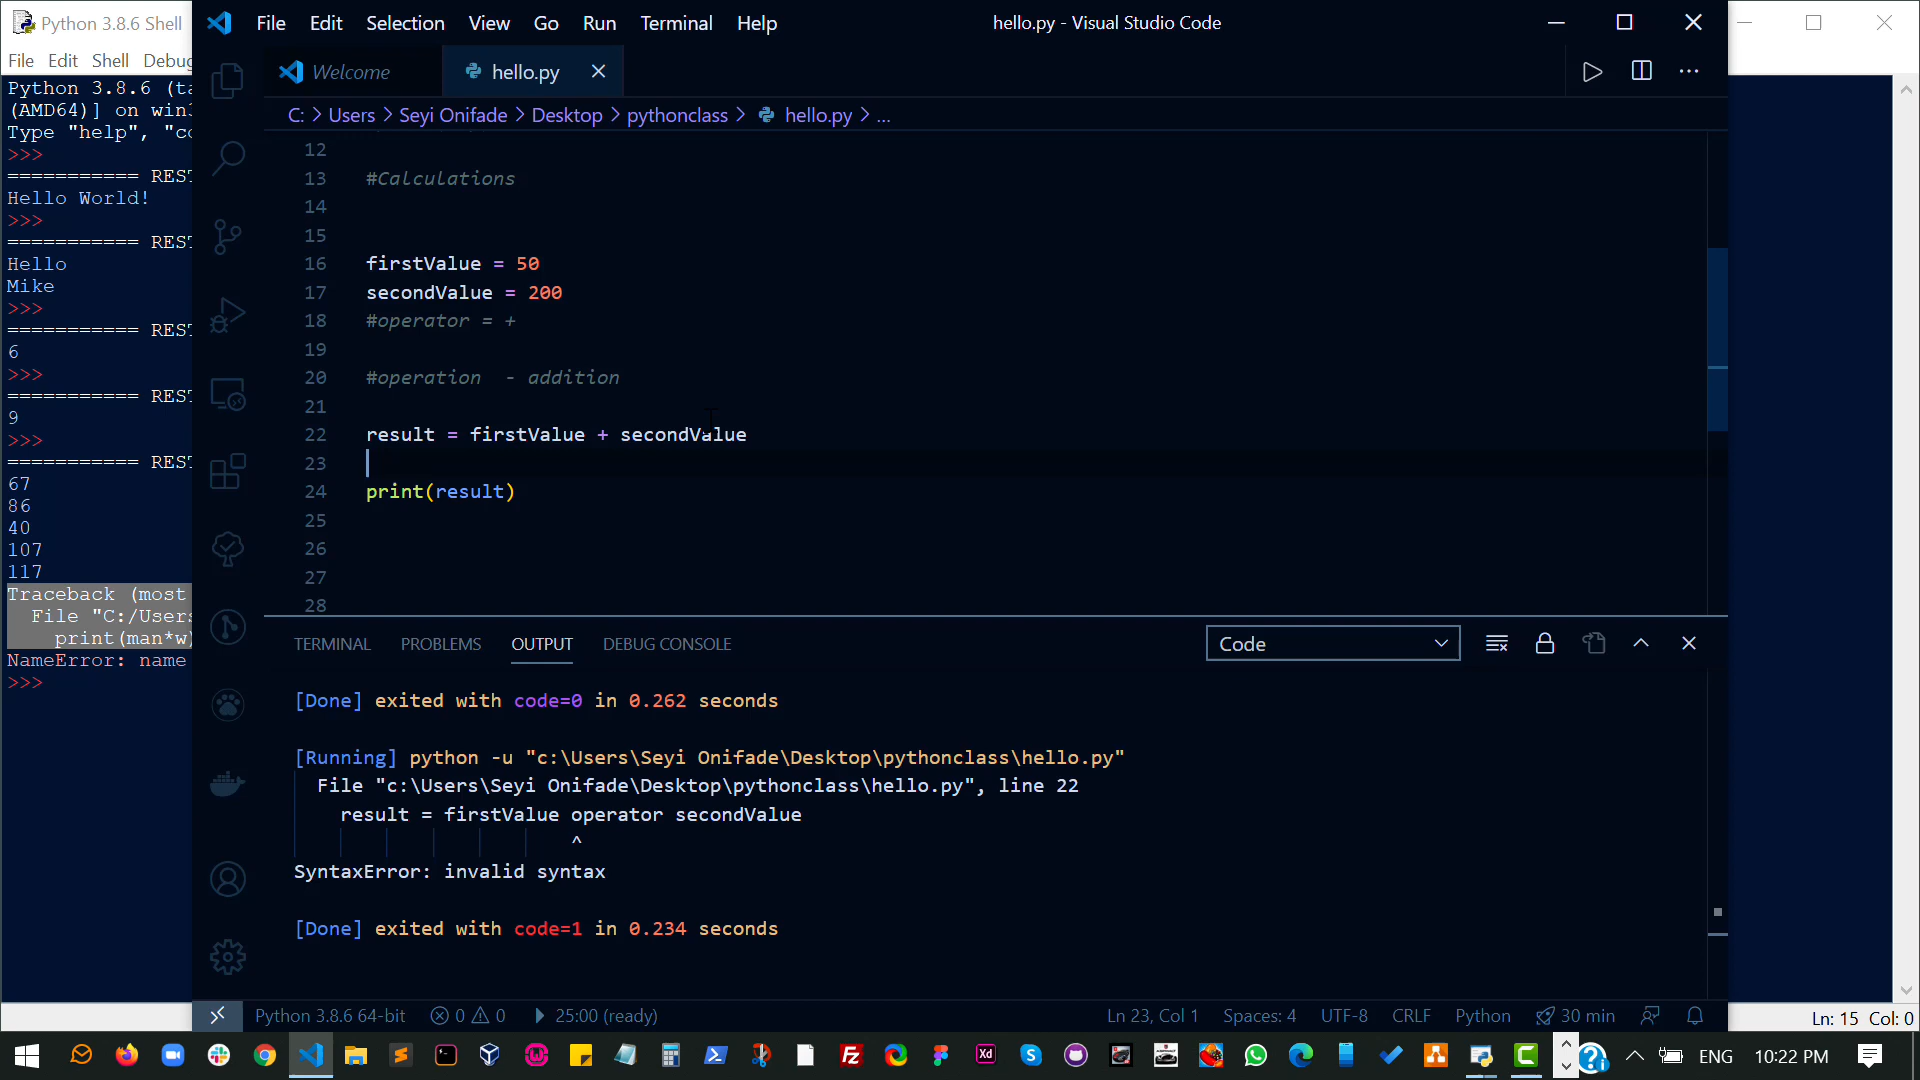 Python 3.8.6 Shell
File Edit Shell Debug
Python 3.8.6 (ta
(AMD64)] on win3
Type "help", "co
>>>
=========== REST
Hello World!
>>>
=========== REST
Hello
Mike
>>>
=========== REST
6
>>>
=========== REST
9
>>>
=========== REST
67
86
40
107
117
Traceback (most
File "C:/Users
print(man*w)
NameError: name
>>>
File Edit Selection View Go Run Terminal Help
hello.py - Visual Studio Code
Welcome
hello.py
C: > Users > Seyi Onifade > Desktop > pythonclass > hello.py > ...
12
13 #Calculations
14
15
16 firstValue = 50
17 secondValue = 200
18 #operator = +
19
20 #operation  - addition
21
22 result = firstValue + secondValue
23
24 print(result)
25
26
27
28
TERMINAL PROBLEMS OUTPUT DEBUG CONSOLE
Code
[Done] exited with code=0 in 0.262 seconds
[Running] python -u "c:\Users\Seyi Onifade\Desktop\pythonclass\hello.py"
File "c:\Users\Seyi Onifade\Desktop\pythonclass\hello.py", line 22
result = firstValue operator secondValue
^
SyntaxError: invalid syntax
[Done] exited with code=1 in 0.234 seconds
Python 3.8.6 64-bit 0 0 25:00 (ready)
Ln 23, Col 1 Spaces: 4 UTF-8 CRLF Python 30 min
Ln: 15 Col: 0
ENG 10:22 PM